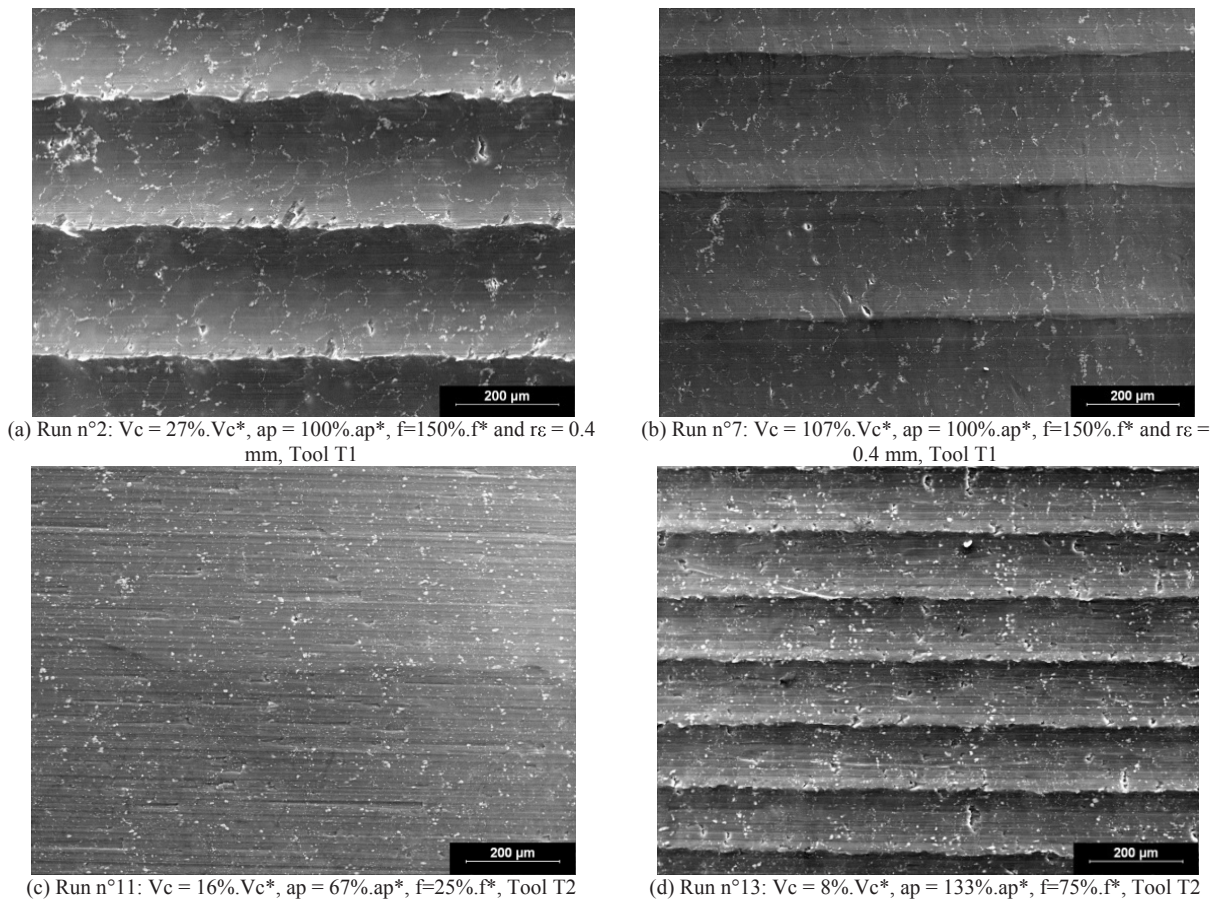 200 µm
200 µm
(a) Run n°2: Vc = 27%.Vc*, ap = 100%.ap*, f=150%.f* and rε = 0.4
mm, Tool T1
(b) Run n°7: Vc = 107%.Vc*, ap = 100%.ap*, f=150%.f* and rε =
0.4 mm, Tool T1
200 µm
200 µm
(c) Run n°11: Vc = 16%.Vc*, ap = 67%.ap*, f=25%.f*, Tool T2
(d) Run n°13: Vc = 8%.Vc*, ap = 133%.ap*, f=75%.f*, Tool T2